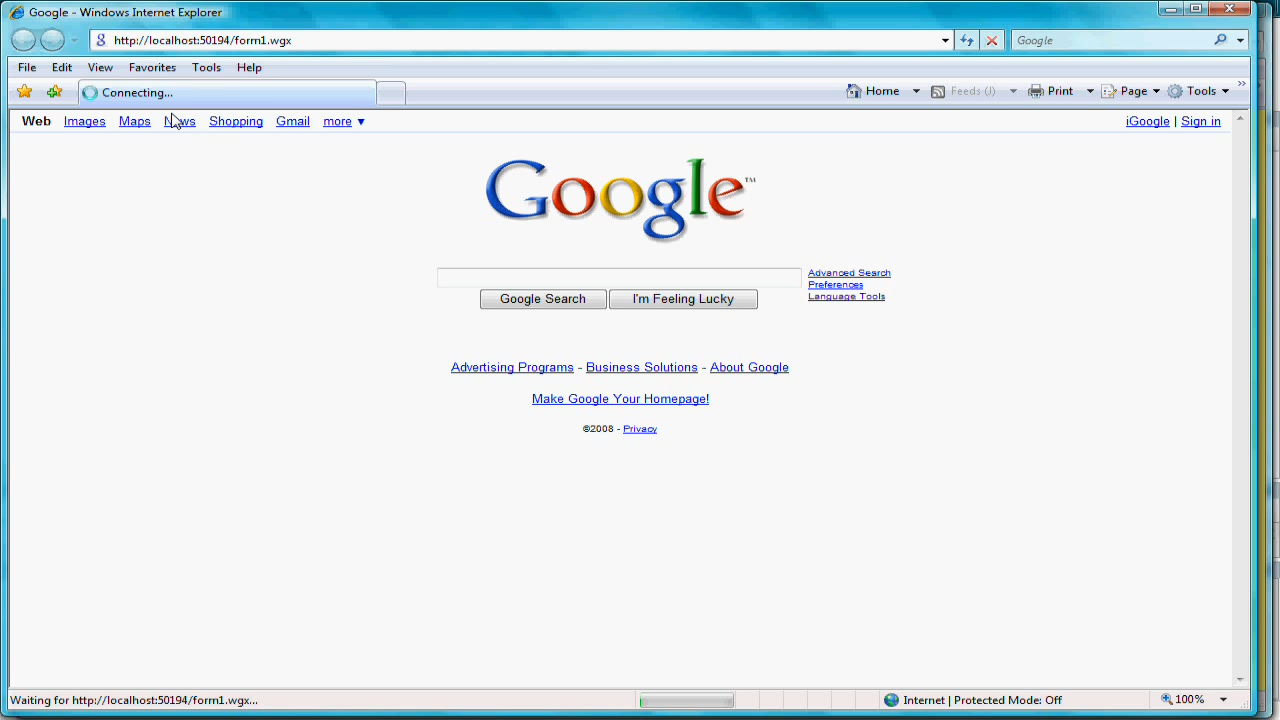 Google - Windows Internet Explorer
http://localhost:50194/form1.wgx
Google
File Edit View Favorites Tools Help
Connecting...
Home Feeds (J) Print Page Tools »
Web Images Maps News Shopping Gmail more ▼
iGoogle | Sign in
Google™
Advanced Search
Preferences
Language Tools
Google Search I'm Feeling Lucky
Advertising Programs - Business Solutions - About Google
Make Google Your Homepage!
©2008 - Privacy
Waiting for http://localhost:50194/form1.wgx... Internet | Protected Mode: Off 100%